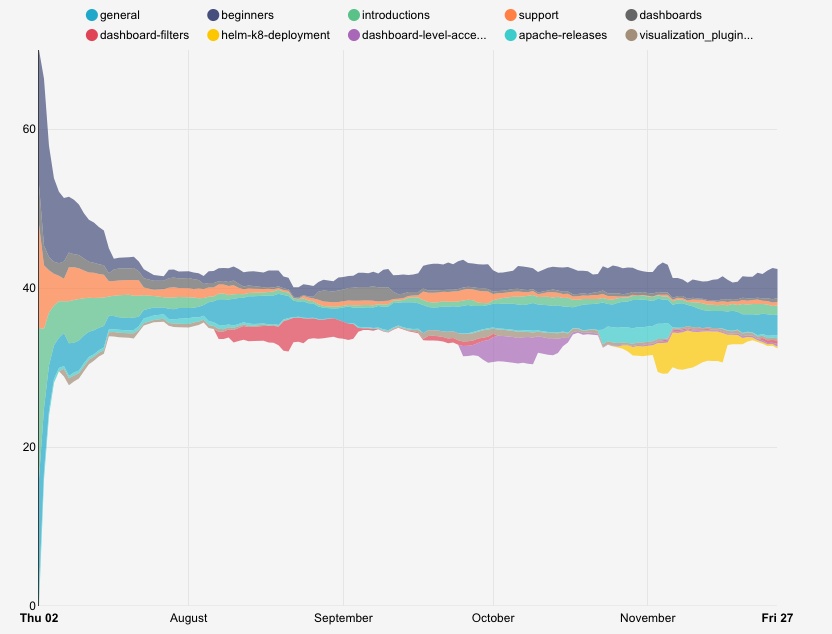 general beginners introductions support dashboards
dashboard-filters helm-k8-deployment dashboard-level-acce... apache-releases visualization_plugin...
60
40
20
0
Thu 02 August September October November Fri 27